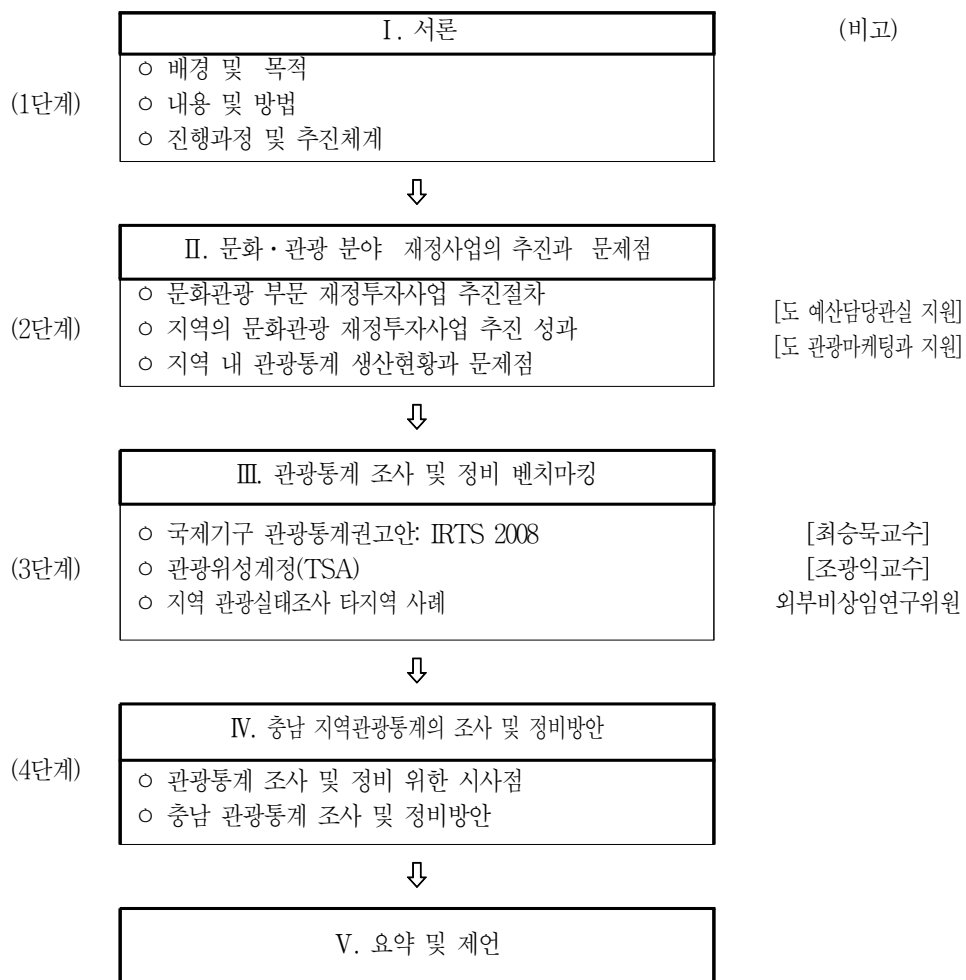 Ⅰ. 서론
(비고)
(1단계)
ㅇ 배경 및 목적
ㅇ 내용 및 방법
ㅇ 진행과정 및 추진체계
⇩
Ⅱ. 문화・관광 분야 재정사업의 추진과 문제점
(2단계)
ㅇ 문화관광 부문 재정투자사업 추진절차
ㅇ 지역의 문화관광 재정투자사업 추진 성과
ㅇ 지역 내 관광통계 생산현황과 문제점
[도 예산담당관실 지원]
[도 관광마케팅과 지원]
⇩
Ⅲ. 관광통계 조사 및 정비 벤치마킹
(3단계)
ㅇ 국제기구 관광통계권고안: IRTS 2008
ㅇ 관광위성계정(TSA)
ㅇ 지역 관광실태조사 타지역 사례
[최승묵교수]
[조광익교수]
외부비상임연구위원
⇩
Ⅳ. 충남 지역관광통계의 조사 및 정비방안
(4단계)
ㅇ 관광통계 조사 및 정비 위한 시사점
ㅇ 충남 관광통계 조사 및 정비방안
⇩
Ⅴ. 요약 및 제언